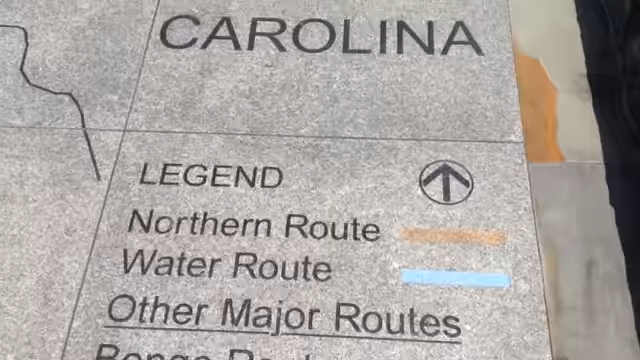 CAROLINA
LEGEND
Northern Route
Water Route
Other Major Routes